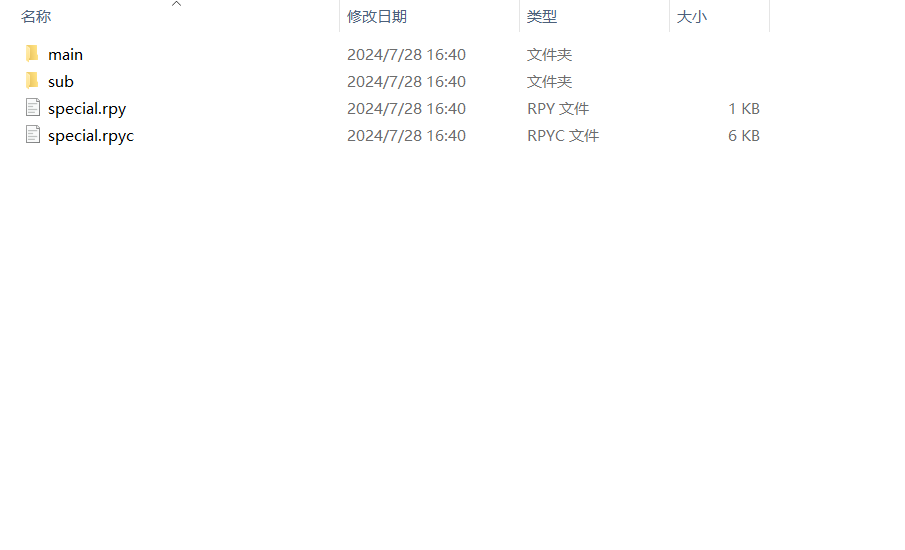 名称 修改日期 类型 大小
main 2024/7/28 16:40 文件夹
sub 2024/7/28 16:40 文件夹
special.rpy 2024/7/28 16:40 RPY 文件 1 KB
special.rpyc 2024/7/28 16:40 RPYC 文件 6 KB